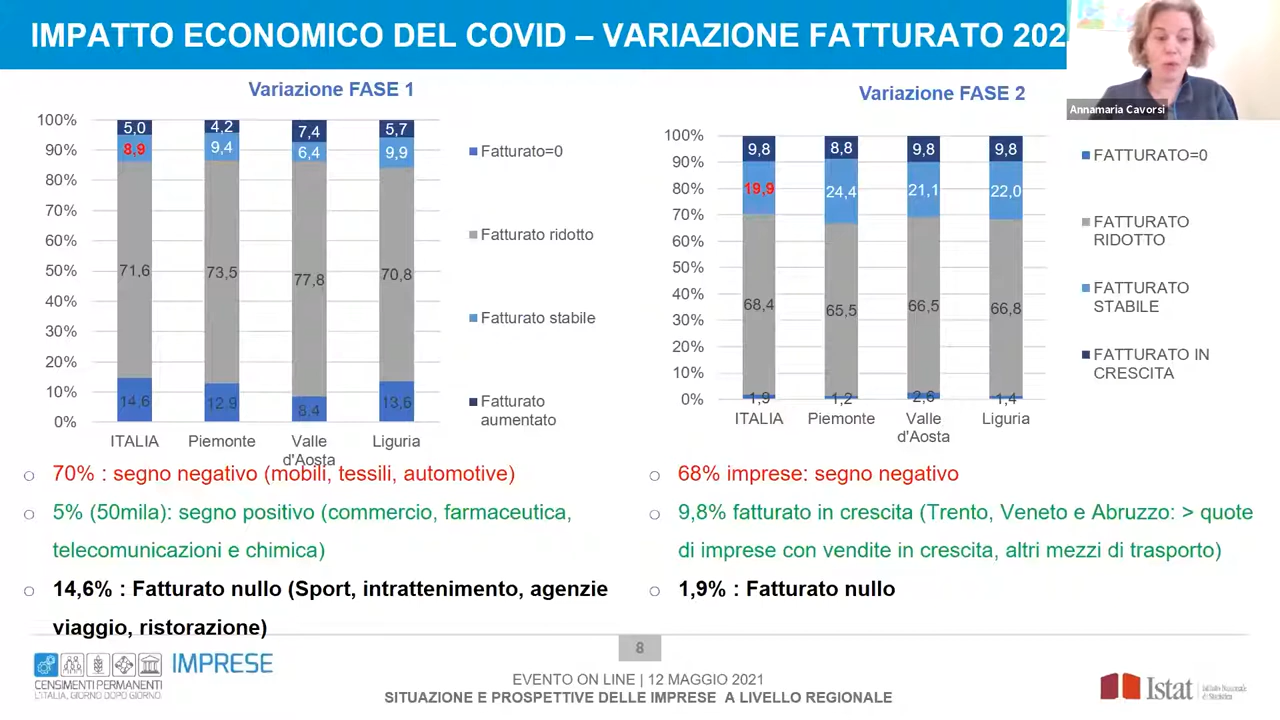 IMPATTO ECONOMICO DEL COVID – VARIAZIONE FATTURATO 202
Annamaria Cavorsi
Variazione FASE 1
100%
90%
80%
70%
60%
50%
40%
30%
20%
10%
0%
5,0
4,2
7,4
5,7
8,9
9,4
6,4
9,9
71,6
73,5
77,8
70,8
14,6
12,9
8,4
13,6
ITALIA
Piemonte
Valle
d'Aosta
Liguria
Fatturato=0
Fatturato ridotto
Fatturato stabile
Fatturato
aumentato
Variazione FASE 2
100%
90%
80%
70%
60%
50%
40%
30%
20%
10%
0%
9,8
8,8
9,8
9,8
19,9
24,4
21,1
22,0
68,4
65,5
66,5
66,8
1,9
1,2
2,6
1,4
ITALIA
Piemonte
Valle
d'Aosta
Liguria
FATTURATO=0
FATTURATO
RIDOTTO
FATTURATO
STABILE
FATTURATO IN
CRESCITA
70% : segno negativo (mobili, tessili, automotive)
5% (50mila): segno positivo (commercio, farmaceutica,
telecomunicazioni e chimica)
14,6% : Fatturato nullo (Sport, intrattenimento, agenzie
viaggio, ristorazione)
68% imprese: segno negativo
9,8% fatturato in crescita (Trento, Veneto e Abruzzo: > quote
di imprese con vendite in crescita, altri mezzi di trasporto)
1,9% : Fatturato nullo
8
IMPRESE
CENSIMENTI PERMANENTI
L'ITALIA, GIORNO DOPO GIORNO
EVENTO ON LINE | 12 MAGGIO 2021
SITUAZIONE E PROSPETTIVE DELLE IMPRESE A LIVELLO REGIONALE
Istat